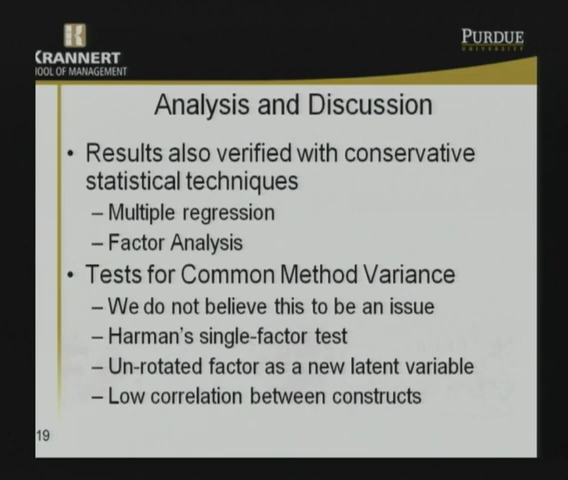 KRANNERT
OOL OF MANAGEMENT
PURDUE
UNIVERSITY
Analysis and Discussion
• Results also verified with conservative
statistical techniques
– Multiple regression
– Factor Analysis
• Tests for Common Method Variance
– We do not believe this to be an issue
– Harman's single-factor test
– Un-rotated factor as a new latent variable
– Low correlation between constructs
19